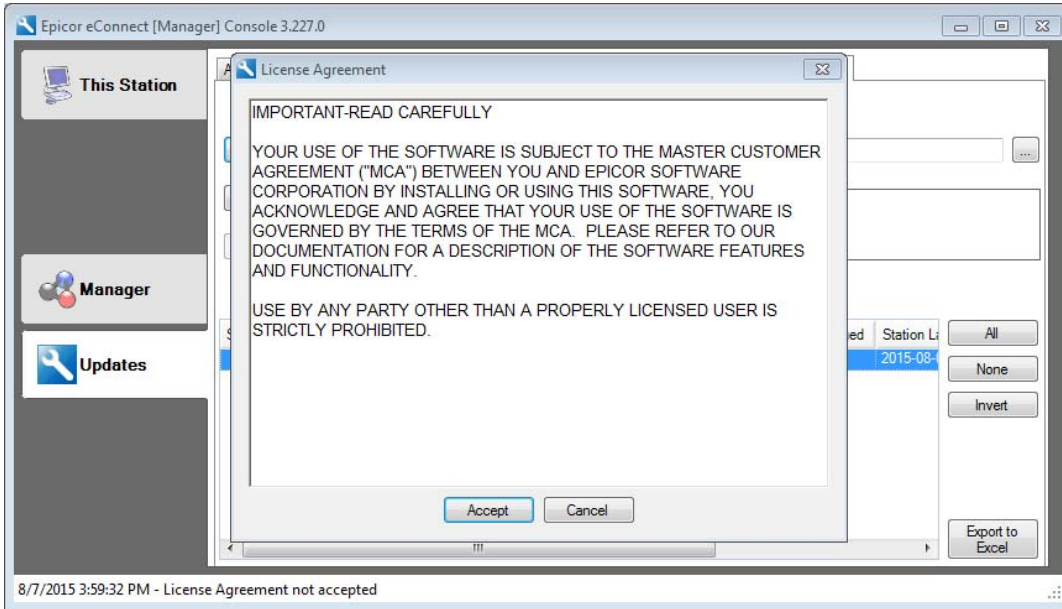 Epicor eConnect [Manager] Console 3.227.0
This Station
License Agreement
IMPORTANT-READ CAREFULLY
YOUR USE OF THE SOFTWARE IS SUBJECT TO THE MASTER CUSTOMER
AGREEMENT ("MCA") BETWEEN YOU AND EPICOR SOFTWARE
CORPORATION BY INSTALLING OR USING THIS SOFTWARE, YOU
ACKNOWLEDGE AND AGREE THAT YOUR USE OF THE SOFTWARE IS
GOVERNED BY THE TERMS OF THE MCA.  PLEASE REFER TO OUR
DOCUMENTATION FOR A DESCRIPTION OF THE SOFTWARE FEATURES
AND FUNCTIONALITY.
USE BY ANY PARTY OTHER THAN A PROPERLY LICENSED USER IS
STRICTLY PROHIBITED.
Accept
Cancel
...
Manager
Updates
Station
2015-08-
All
None
Invert
Export to
Excel
8/7/2015 3:59:32 PM - License Agreement not accepted